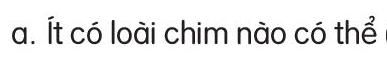 a. Ít có loài chim nào có thể